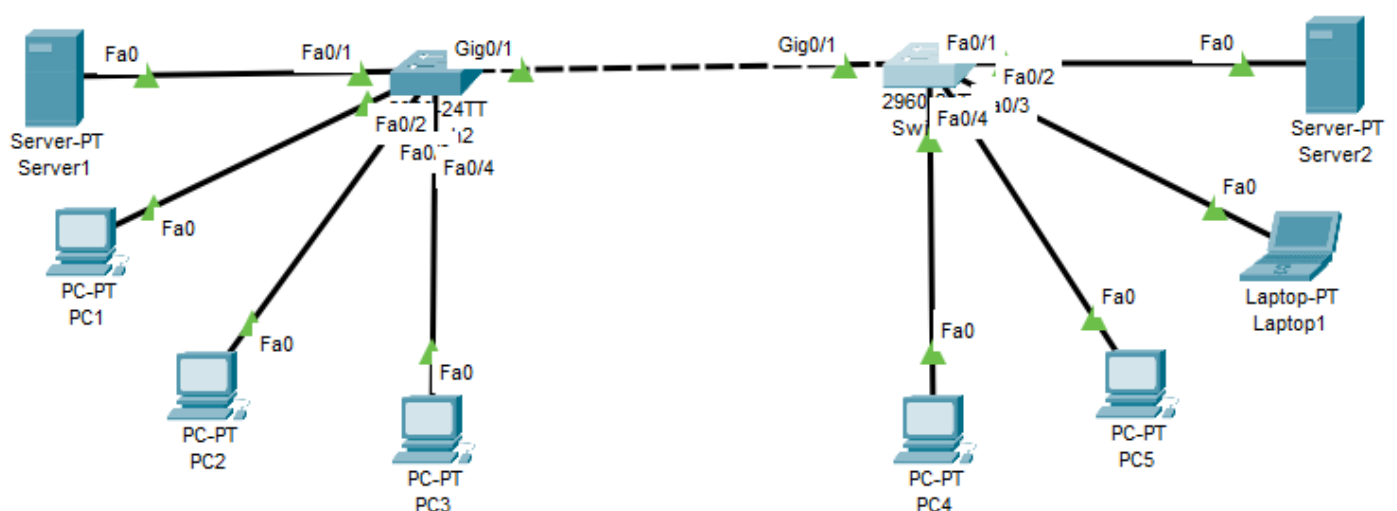 Fa0
Fa0/1
Gig0/1
Gig0/1
Fa0/1
Fa0
Fa0/2
Fa0/2
Fa0/4
Fa0/4
24TT
2960
Server-PT
Server1
Server-PT
Server2
Fa0
PC-PT
PC1
Fa0
Laptop-PT
Laptop1
Fa0
PC-PT
PC2
Fa0
PC-PT
PC3
Fa0
PC-PT
PC4
Fa0
PC-PT
PC5